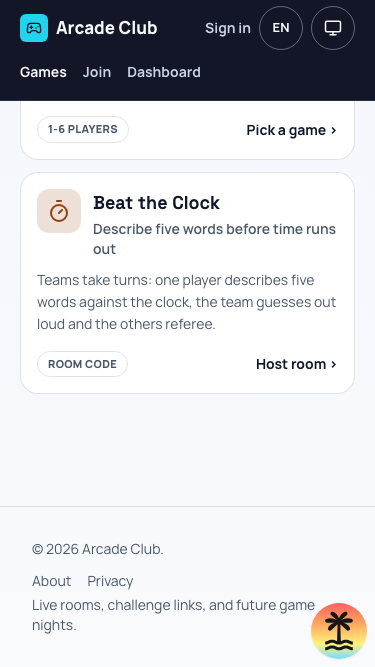 Arcade Club
Sign in
EN
Games Join Dashboard
1-6 PLAYERS
Pick a game ›
Beat the Clock
Describe five words before time runs
out
Teams take turns: one player describes five
words against the clock, the team guesses out
loud and the others referee.
ROOM CODE
Host room ›
© 2026 Arcade Club.
About Privacy
Live rooms, challenge links, and future game
nights.